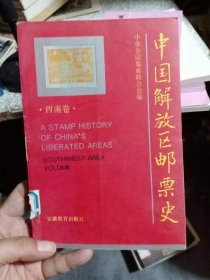 中华全国集邮联合会编
中国解放区邮票史
·西南卷·
A STAMP HISTORY
OF CHINA'S
LIBERATED AREAS
SOUTHWEST AREA
VOLUME
安徽教育出版社